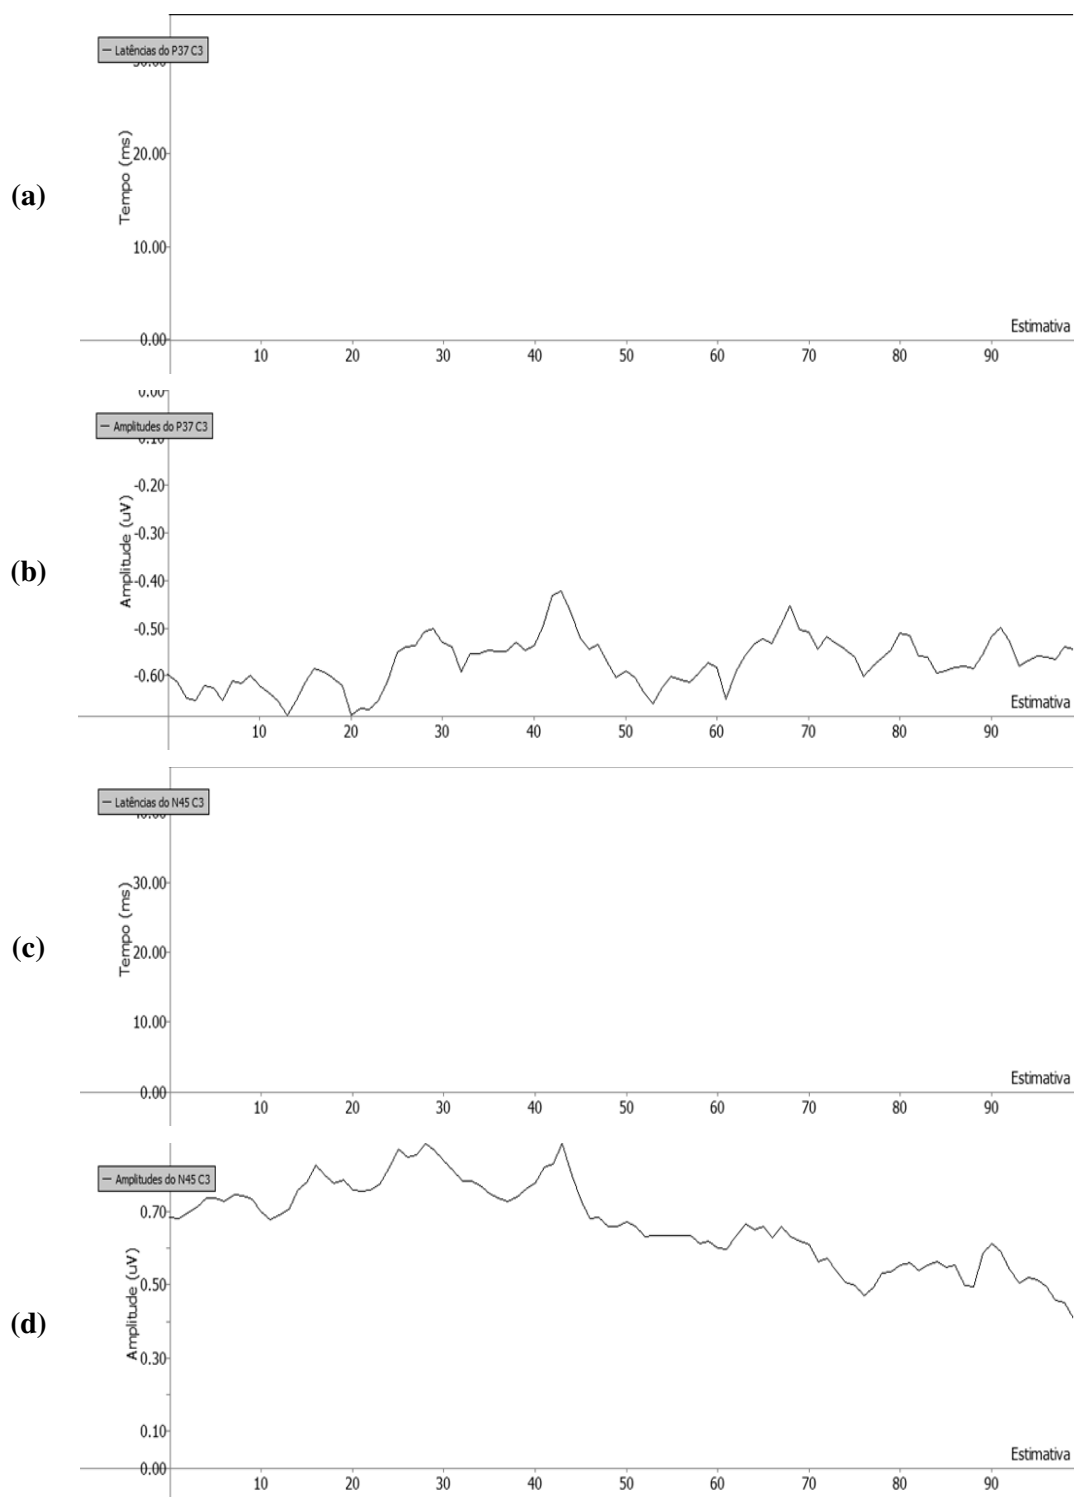 Latências do P37 C3
Tempo (ms)
20.00
10.00
0.00
(a)
Estimativa
10 20 30 40 50 60 70 80 90
0.00
Amplitudes do P37 C3
Amplitude (uV)
-0.20
-0.30
-0.40
-0.50
-0.60
(b)
Estimativa
10 20 30 40 50 60 70 80 90
Latências do N45 C3
Tempo (ms)
30.00
20.00
10.00
0.00
(c)
Estimativa
10 20 30 40 50 60 70 80 90
Amplitudes do N45 C3
Amplitude (uV)
0.70
0.50
0.30
0.10
0.00
(d)
Estimativa
10 20 30 40 50 60 70 80 90